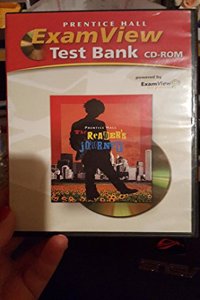 PRENTICE HALL
ExamView
Test Bank CD-ROM
powered by
ExamView
PRENTICE HALL
THE READER'S
JOURNEY